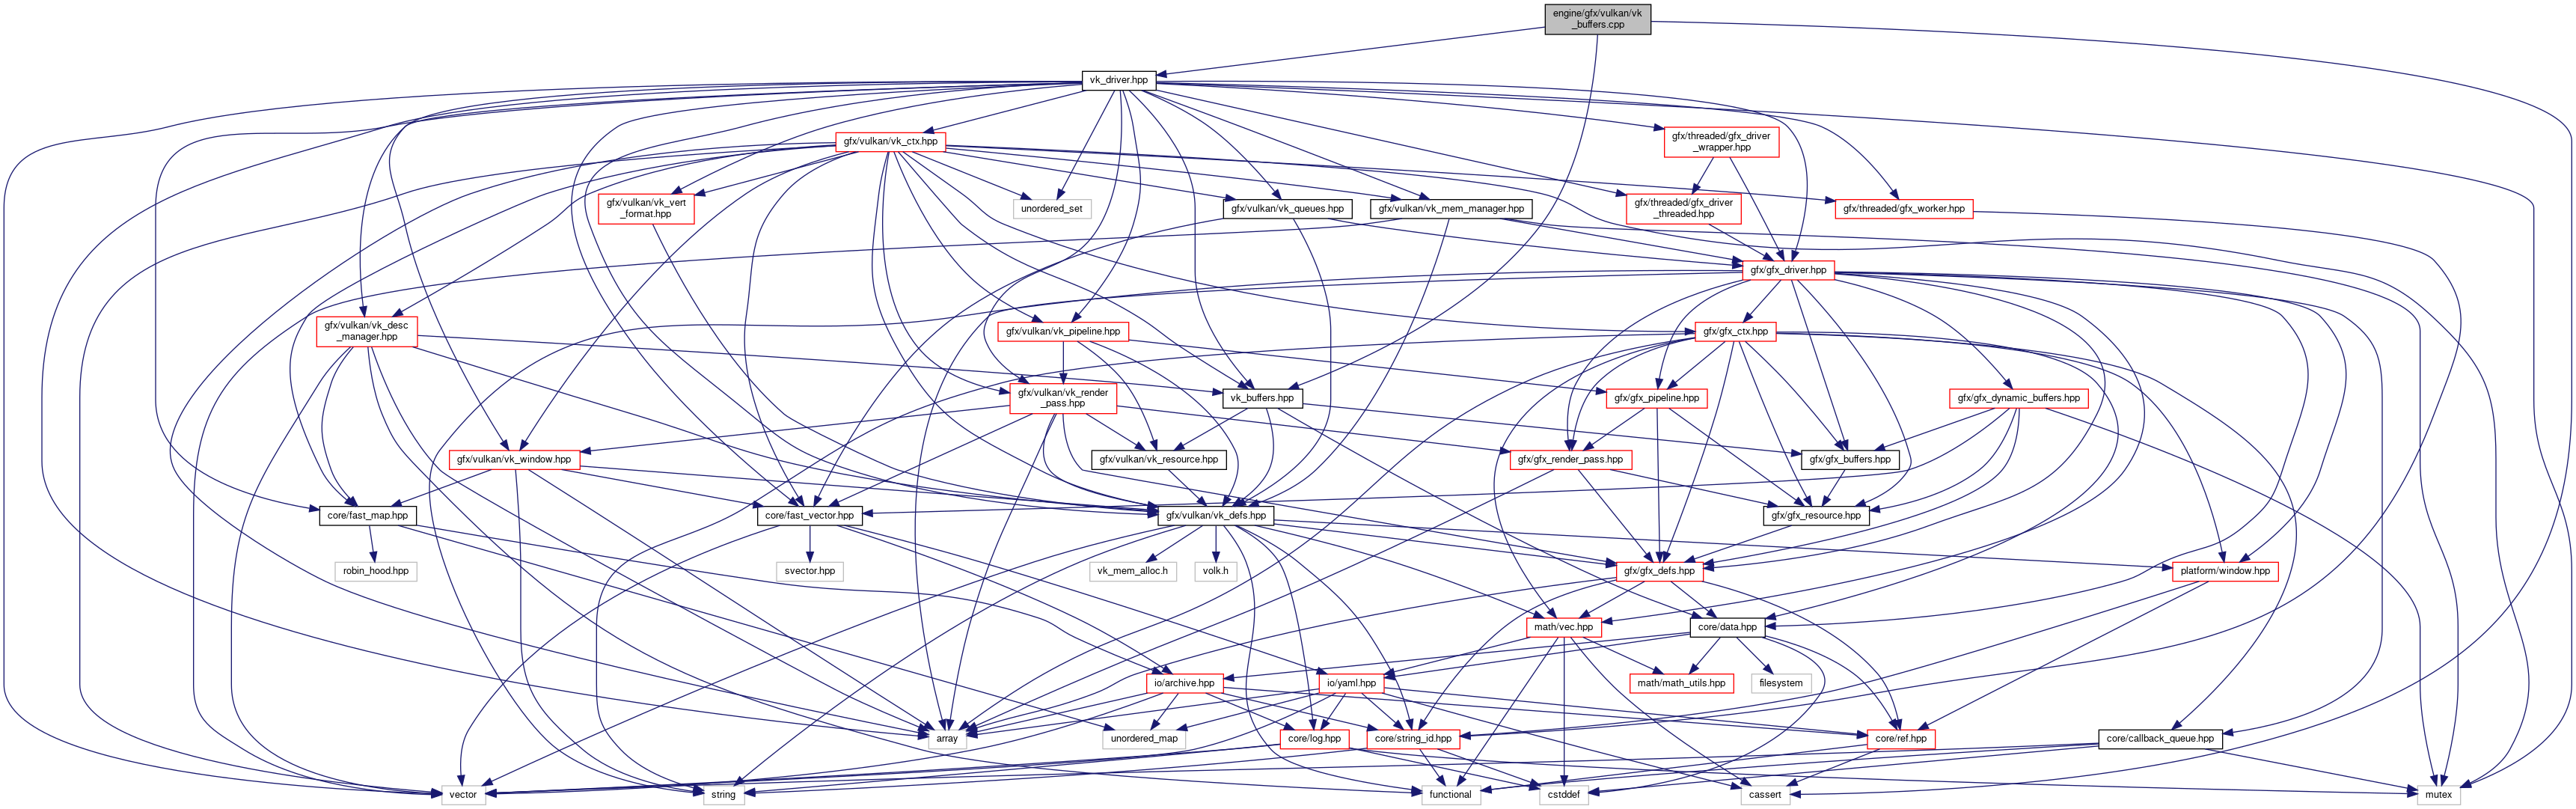 engine/gfx/vulkan/vk
_buffers.cpp
vk_driver.hpp
gfx/vulkan/vk_ctx.hpp
gfx/threaded/gfx_driver
_wrapper.hpp
gfx/vulkan/vk_vert
_format.hpp
unordered_set
gfx/vulkan/vk_queues.hpp
gfx/vulkan/vk_mem_manager.hpp
gfx/threaded/gfx_driver
_threaded.hpp
gfx/threaded/gfx_worker.hpp
gfx/gfx_driver.hpp
gfx/vulkan/vk_desc
_manager.hpp
gfx/vulkan/vk_pipeline.hpp
gfx/gfx_ctx.hpp
gfx/vulkan/vk_render
_pass.hpp
vk_buffers.hpp
gfx/gfx_pipeline.hpp
gfx/gfx_dynamic_buffers.hpp
gfx/vulkan/vk_window.hpp
gfx/vulkan/vk_resource.hpp
gfx/gfx_render_pass.hpp
gfx/gfx_buffers.hpp
core/fast_map.hpp
core/fast_vector.hpp
gfx/vulkan/vk_defs.hpp
gfx/gfx_resource.hpp
robin_hood.hpp
svector.hpp
vk_mem_alloc.h
volk.h
gfx/gfx_defs.hpp
platform/window.hpp
math/vec.hpp
core/data.hpp
io/archive.hpp
io/yaml.hpp
math/math_utils.hpp
filesystem
array
unordered_map
core/log.hpp
core/string_id.hpp
core/ref.hpp
core/callback_queue.hpp
vector
string
functional
cstddef
cassert
mutex